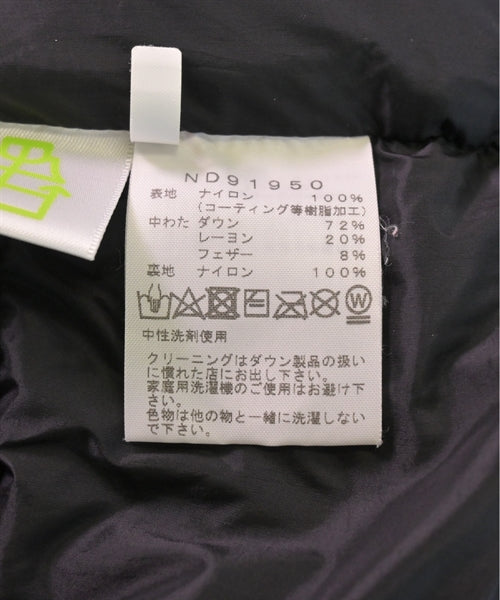 ND91950
表地 ナイロン 100%
(コーティング等樹脂加工)
中わた ダウン 72%
レーヨン 20%
フェザー 8%
裏地 ナイロン 100%
W
中性洗剤使用
クリーニングはダウン製品の扱い
に慣れた店にお出し下さい。
家庭用洗濯機のご使用はお避け下
さい。
色物は他の物と一緒に洗濯しない
で下さい。